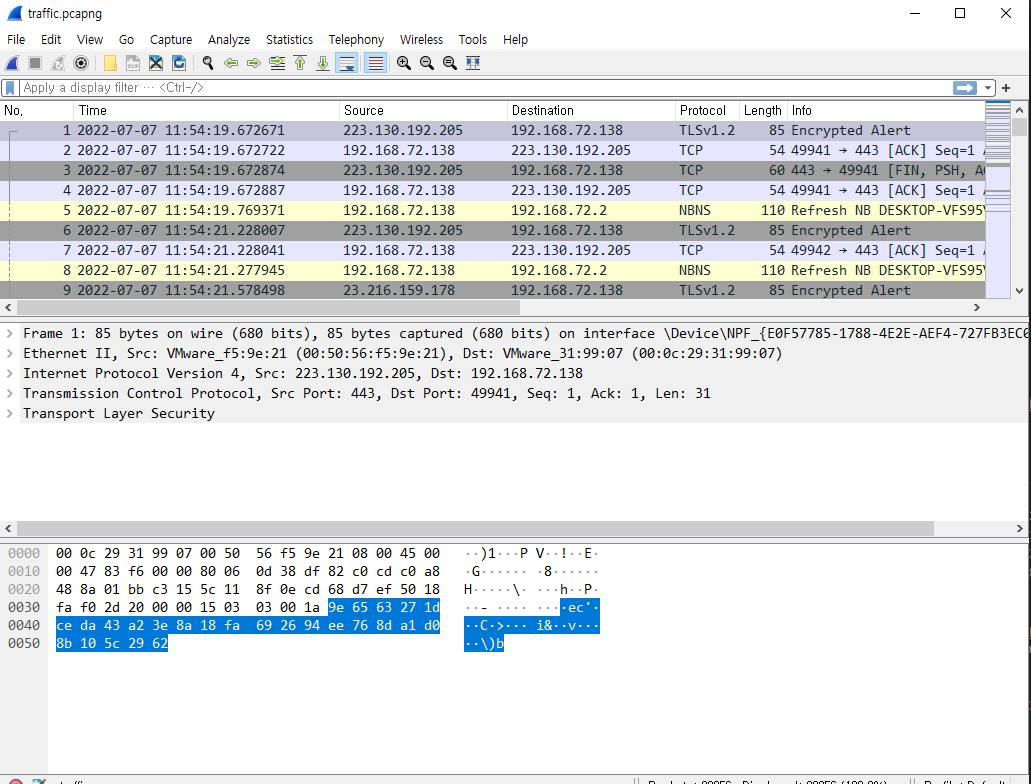 traffic.pcapng
File Edit View Go Capture Analyze Statistics Telephony Wireless Tools Help
Apply a display filter ··· <Ctrl-/>
No. Time Source Destination Protocol Length Info
1 2022-07-07 11:54:19.672671 223.130.192.205 192.168.72.138 TLSv1.2 85 Encrypted Alert
2 2022-07-07 11:54:19.672722 192.168.72.138 223.130.192.205 TCP 54 49941 → 443 [ACK] Seq=1
3 2022-07-07 11:54:19.672874 223.130.192.205 192.168.72.138 TCP 60 443 → 49941 [FIN, PSH,
4 2022-07-07 11:54:19.672887 192.168.72.138 223.130.192.205 TCP 54 49941 → 443 [ACK] Seq=1
5 2022-07-07 11:54:19.769371 192.168.72.138 192.168.72.2 NBNS 110 Refresh NB DESKTOP-VFS95
6 2022-07-07 11:54:21.228007 223.130.192.205 192.168.72.138 TLSv1.2 85 Encrypted Alert
7 2022-07-07 11:54:21.228041 192.168.72.138 223.130.192.205 TCP 54 49942 → 443 [ACK] Seq=1
8 2022-07-07 11:54:21.277945 192.168.72.138 192.168.72.2 NBNS 110 Refresh NB DESKTOP-VFS95
9 2022-07-07 11:54:21.578498 23.216.159.178 192.168.72.138 TLSv1.2 85 Encrypted Alert
Frame 1: 85 bytes on wire (680 bits), 85 bytes captured (680 bits) on interface \Device\NPF_{E0F57785-1788-4E2E-AEF4-727FB3EC
Ethernet II, Src: VMware_f5:9e:21 (00:50:56:f5:9e:21), Dst: VMware_31:99:07 (00:0c:29:31:99:07)
Internet Protocol Version 4, Src: 223.130.192.205, Dst: 192.168.72.138
Transmission Control Protocol, Src Port: 443, Dst Port: 49941, Seq: 1, Ack: 1, Len: 31
Transport Layer Security
0000 00 0c 29 31 99 07 00 50 56 f5 9e 21 08 00 45 00 ··)1···P V··!··E·
0010 00 47 83 f6 00 00 80 06 0d 38 df 82 c0 cd c0 a8 ·G······ ·8······
0020 48 8a 01 bb c3 15 5c 11 8f 0e cd 68 d7 ef 50 18 H·····\· ···h··P·
0030 fa f0 2d 20 00 00 15 03 03 00 1a 9e 65 63 27 1d ··- ···· ····ec'·
0040 ce da 43 a2 3e 8a 18 fa 69 26 94 ee 76 8d a1 d0 ··C·>··· i&··v···
0050 8b 10 5c 29 62 ··\)b